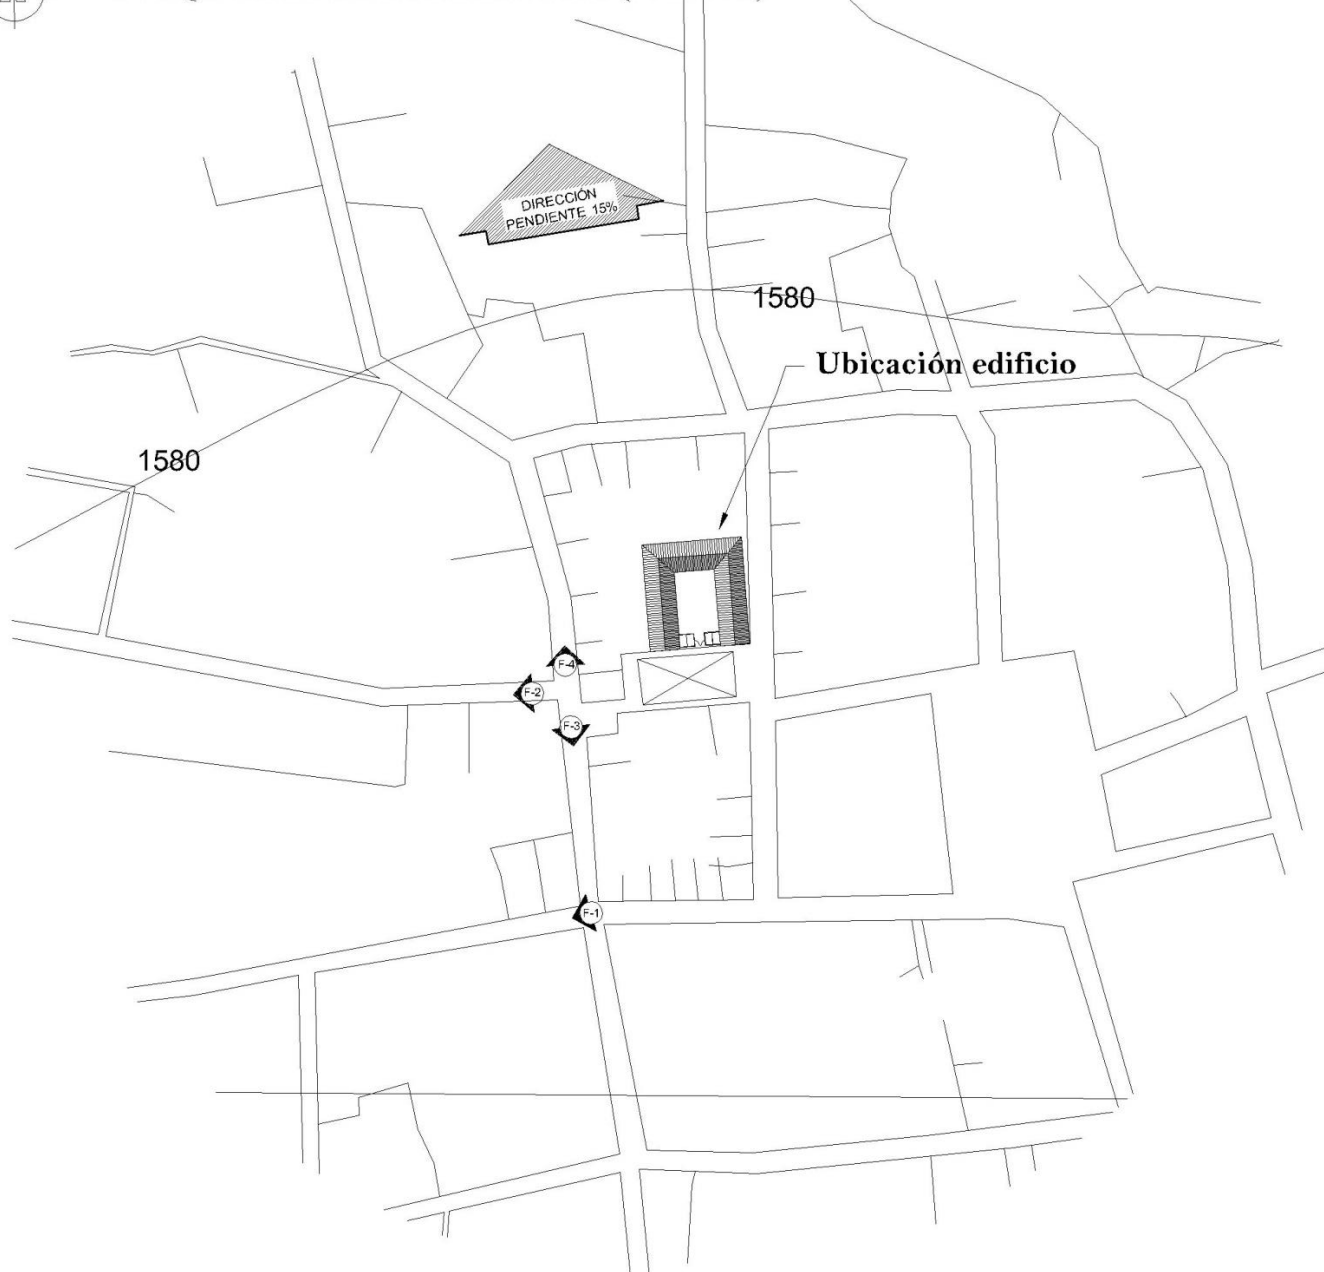 DIRECCIÓN
PENDIENTE 15%
1580
Ubicación edificio
1580
F-4
F-2
F-3
F-1